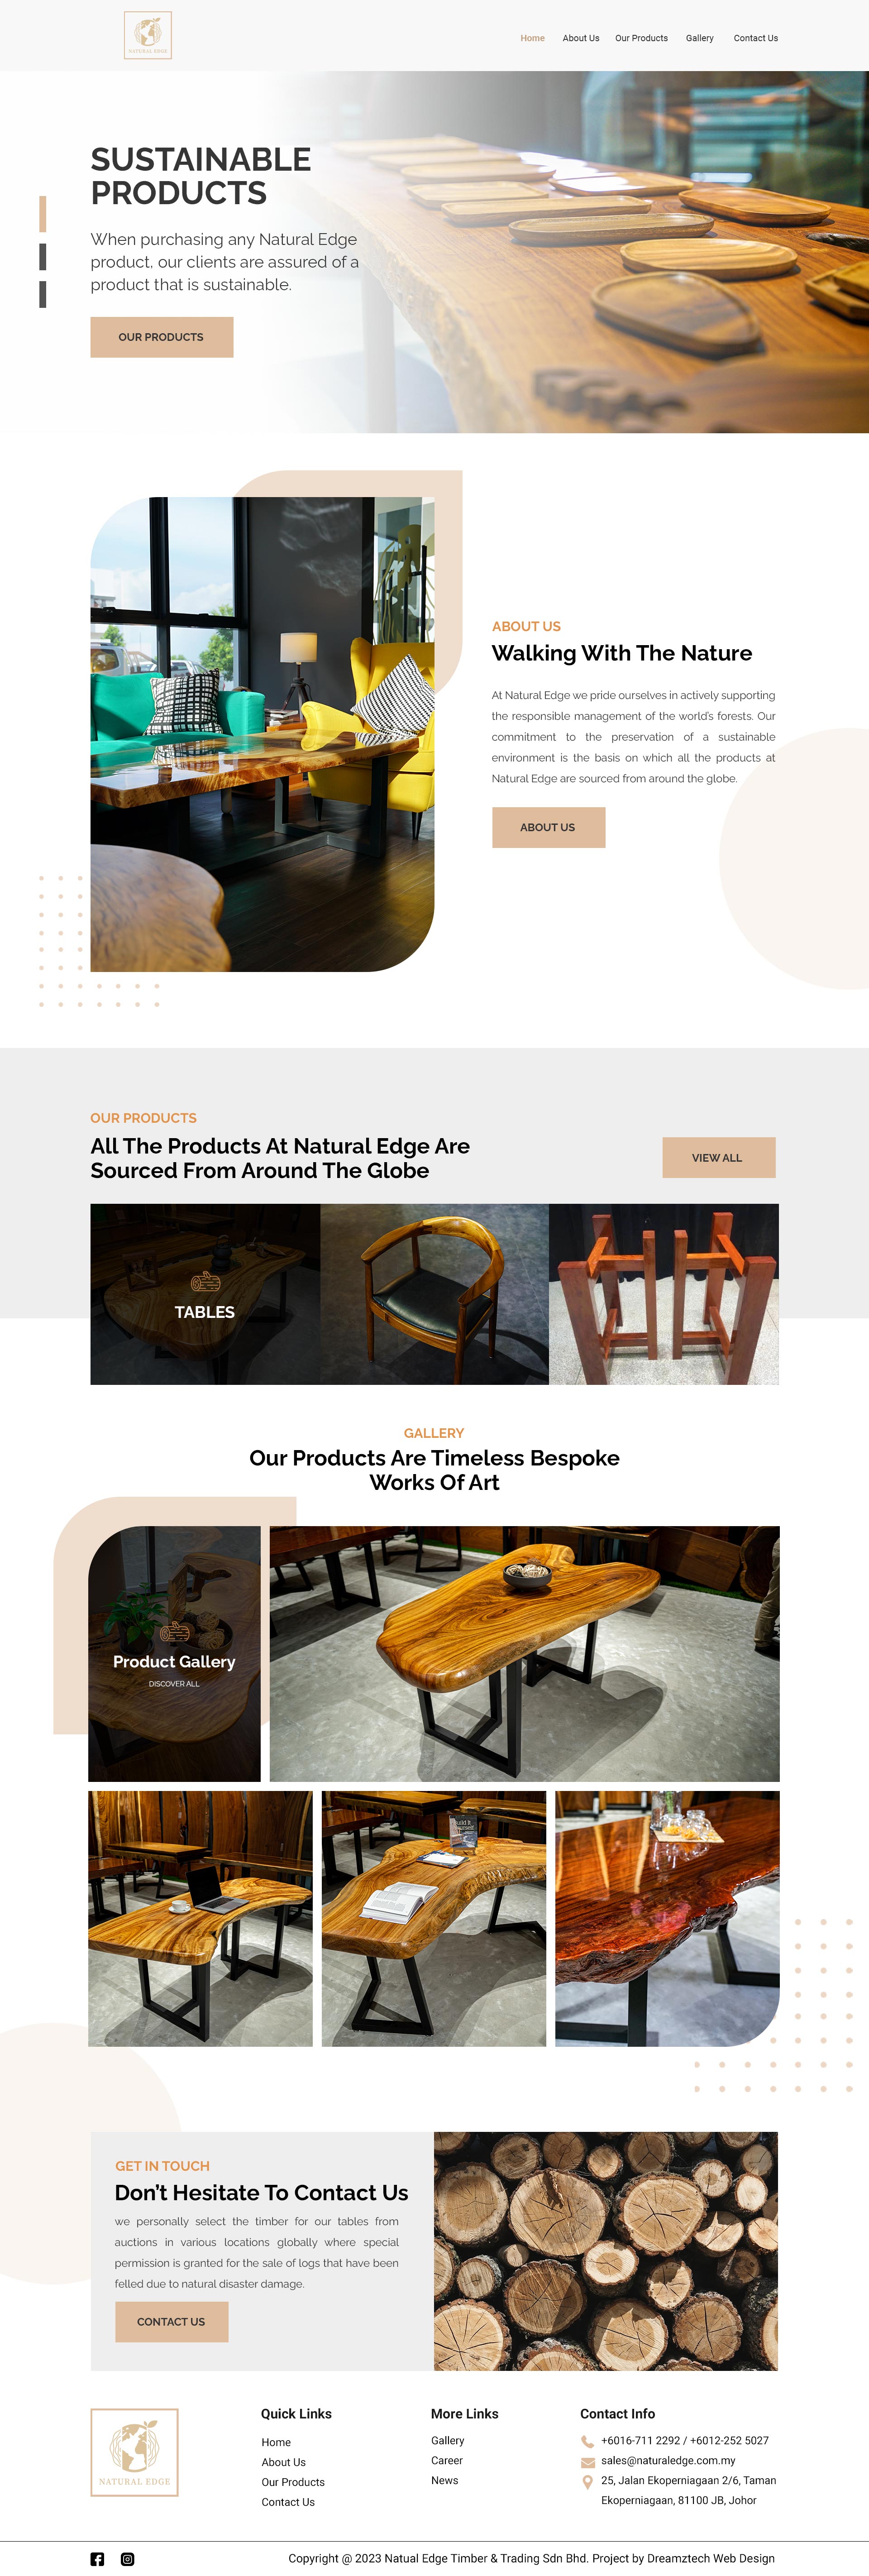 NATURAL EDGE
Home
About Us
Our Products
Gallery
Contact Us
SUSTAINABLE
PRODUCTS
When purchasing any Natural Edge
product, our clients are assured of a
product that is sustainable.
OUR PRODUCTS
ABOUT US
Walking With The Nature
At Natural Edge we pride ourselves in actively supporting
the responsible management of the world's forests. Our
commitment to the preservation of a sustainable
environment is the basis on which all the products at
Natural Edge are sourced from around the globe.
ABOUT US
OUR PRODUCTS
All The Products At Natural Edge Are
Sourced From Around The Globe
VIEW ALL
TABLES
GALLERY
Our Products Are Timeless Bespoke
Works Of Art
Product Gallery
DISCOVER ALL
GET IN TOUCH
Don't Hesitate To Contact Us
we personally select the timber for our tables from
auctions in various locations globally where special
permission is granted for the sale of logs that have been
felled due to natural disaster damage.
CONTACT US
NATURAL EDGE
Quick Links
Home
About Us
Our Products
Contact Us
More Links
Gallery
Career
News
Contact Info
+6016-711 2292 / +6012-252 5027
sales@naturaledge.com.my
25, Jalan Ekoperniagaan 2/6, Taman
Ekoperniagaan, 81100 JB, Johor
Copyright @ 2023 Natual Edge Timber & Trading Sdn Bhd. Project by Dreamztech Web Design